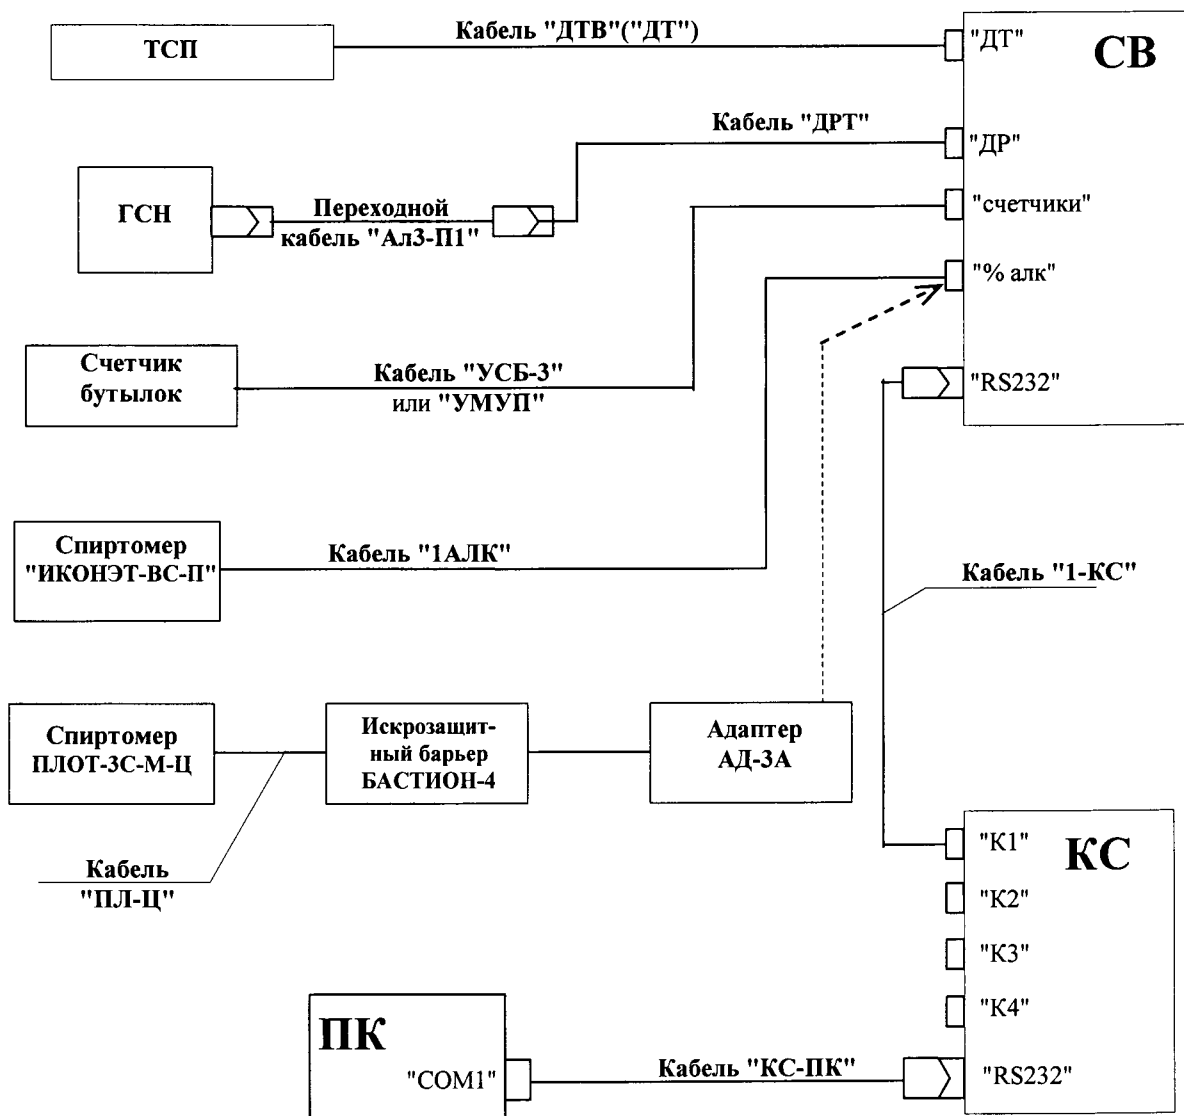 ТСП
Кабель "ДТВ"("ДТ")
"ДТ"
СВ
Кабель "ДРТ"
"ДР"
ГСН
Переходной
кабель "Ал3-П1"
"счетчики"
"% алк"
Счетчик
бутылок
Кабель "УСБ-3"
или "УМУП"
"RS232"
Спиртомер
"ИКОНЭТ-ВС-П"
Кабель "1АЛК"
Кабель "1-КС"
Спиртомер
ПЛОТ-3С-М-Ц
Искрозащит-
ный барьер
БАСТИОН-4
Адаптер
АД-3А
Кабель
"ПЛ-Ц"
"К1"
КС
"К2"
"К3"
"К4"
ПК
"COM1"
Кабель "КС-ПК"
"RS232"